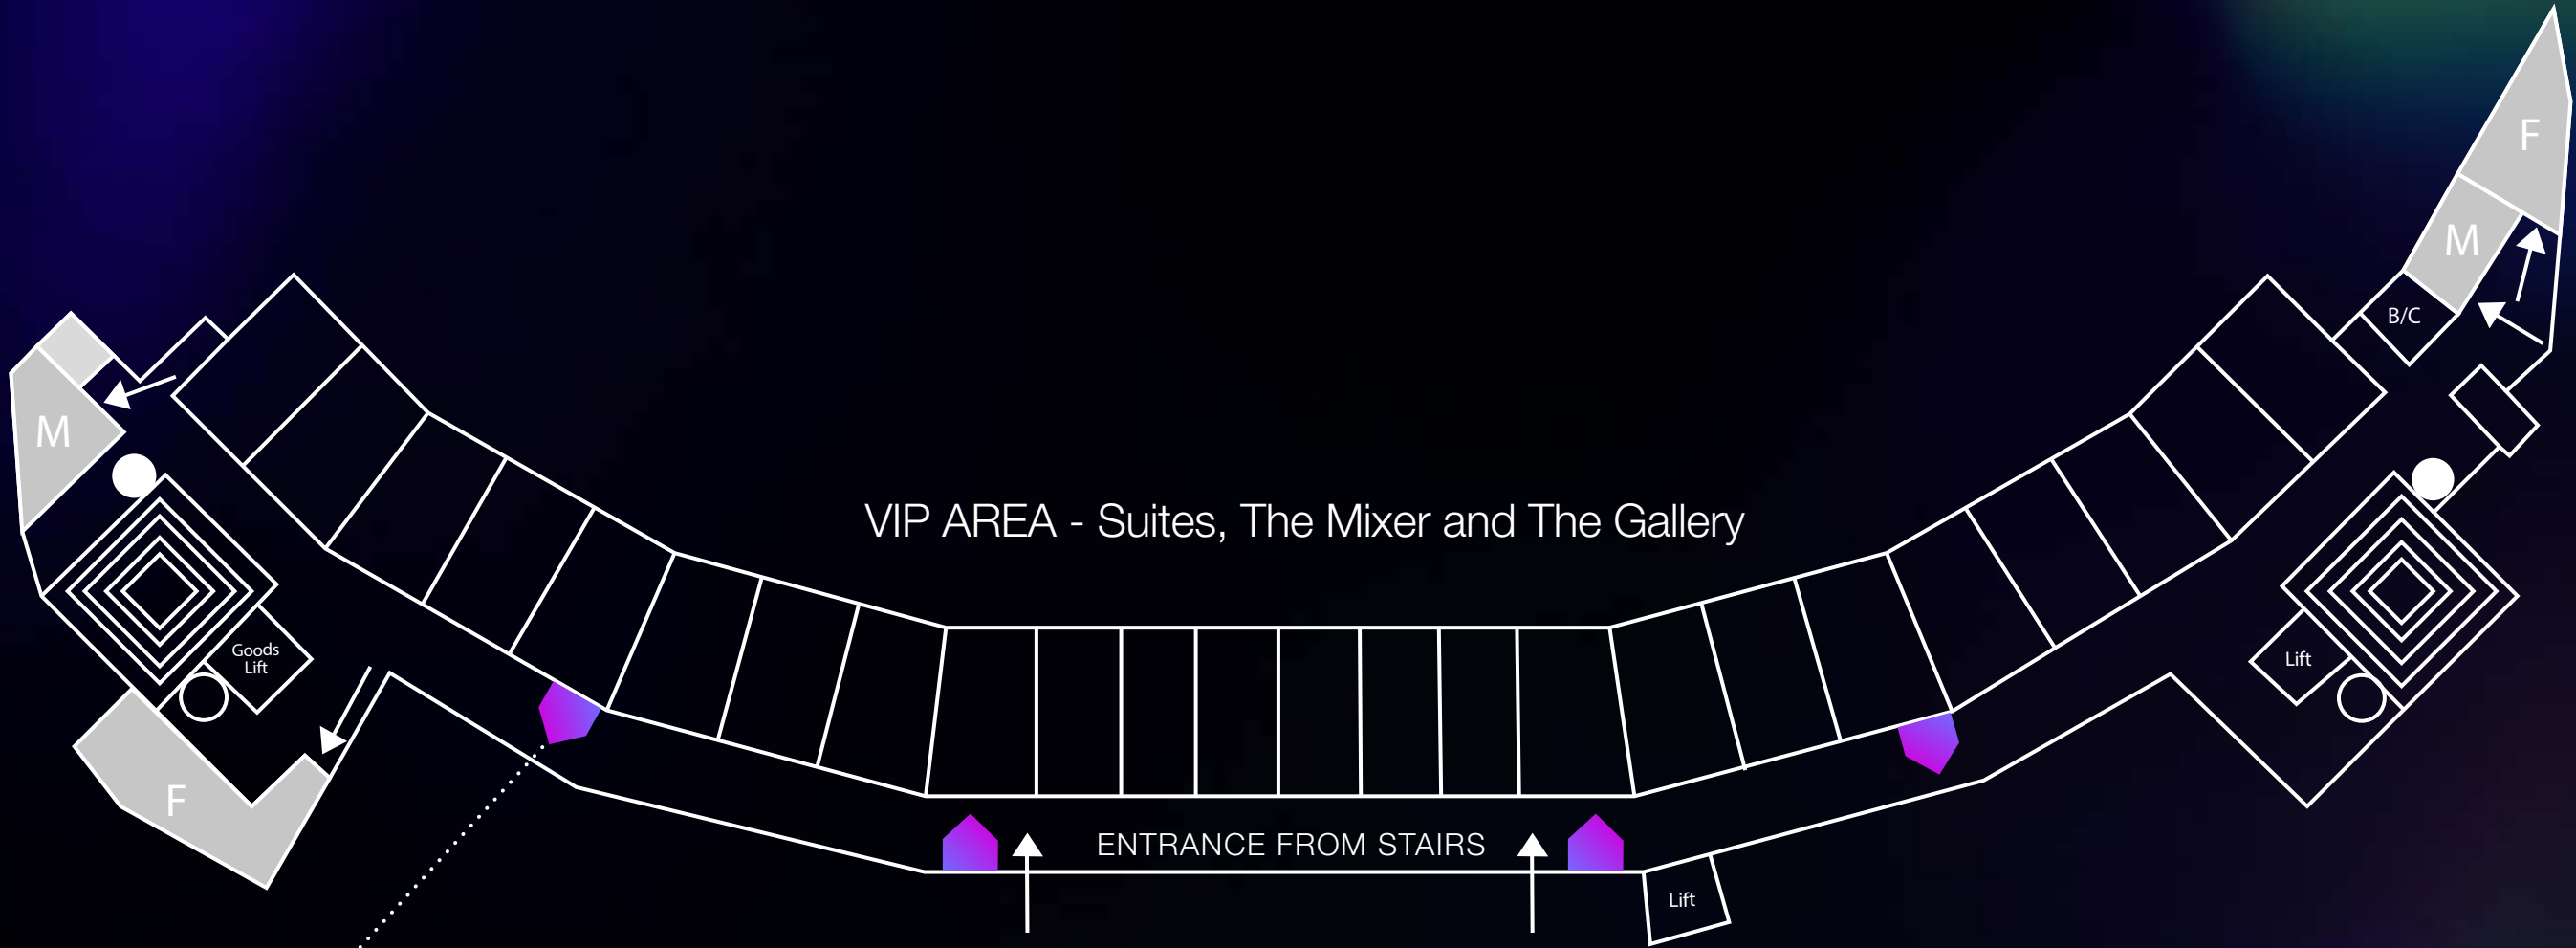 F
M
B/C
M
VIP AREA - Suites, The Mixer and The Gallery
Goods
Lift
Lift
F
ENTRANCE FROM STAIRS
Lift